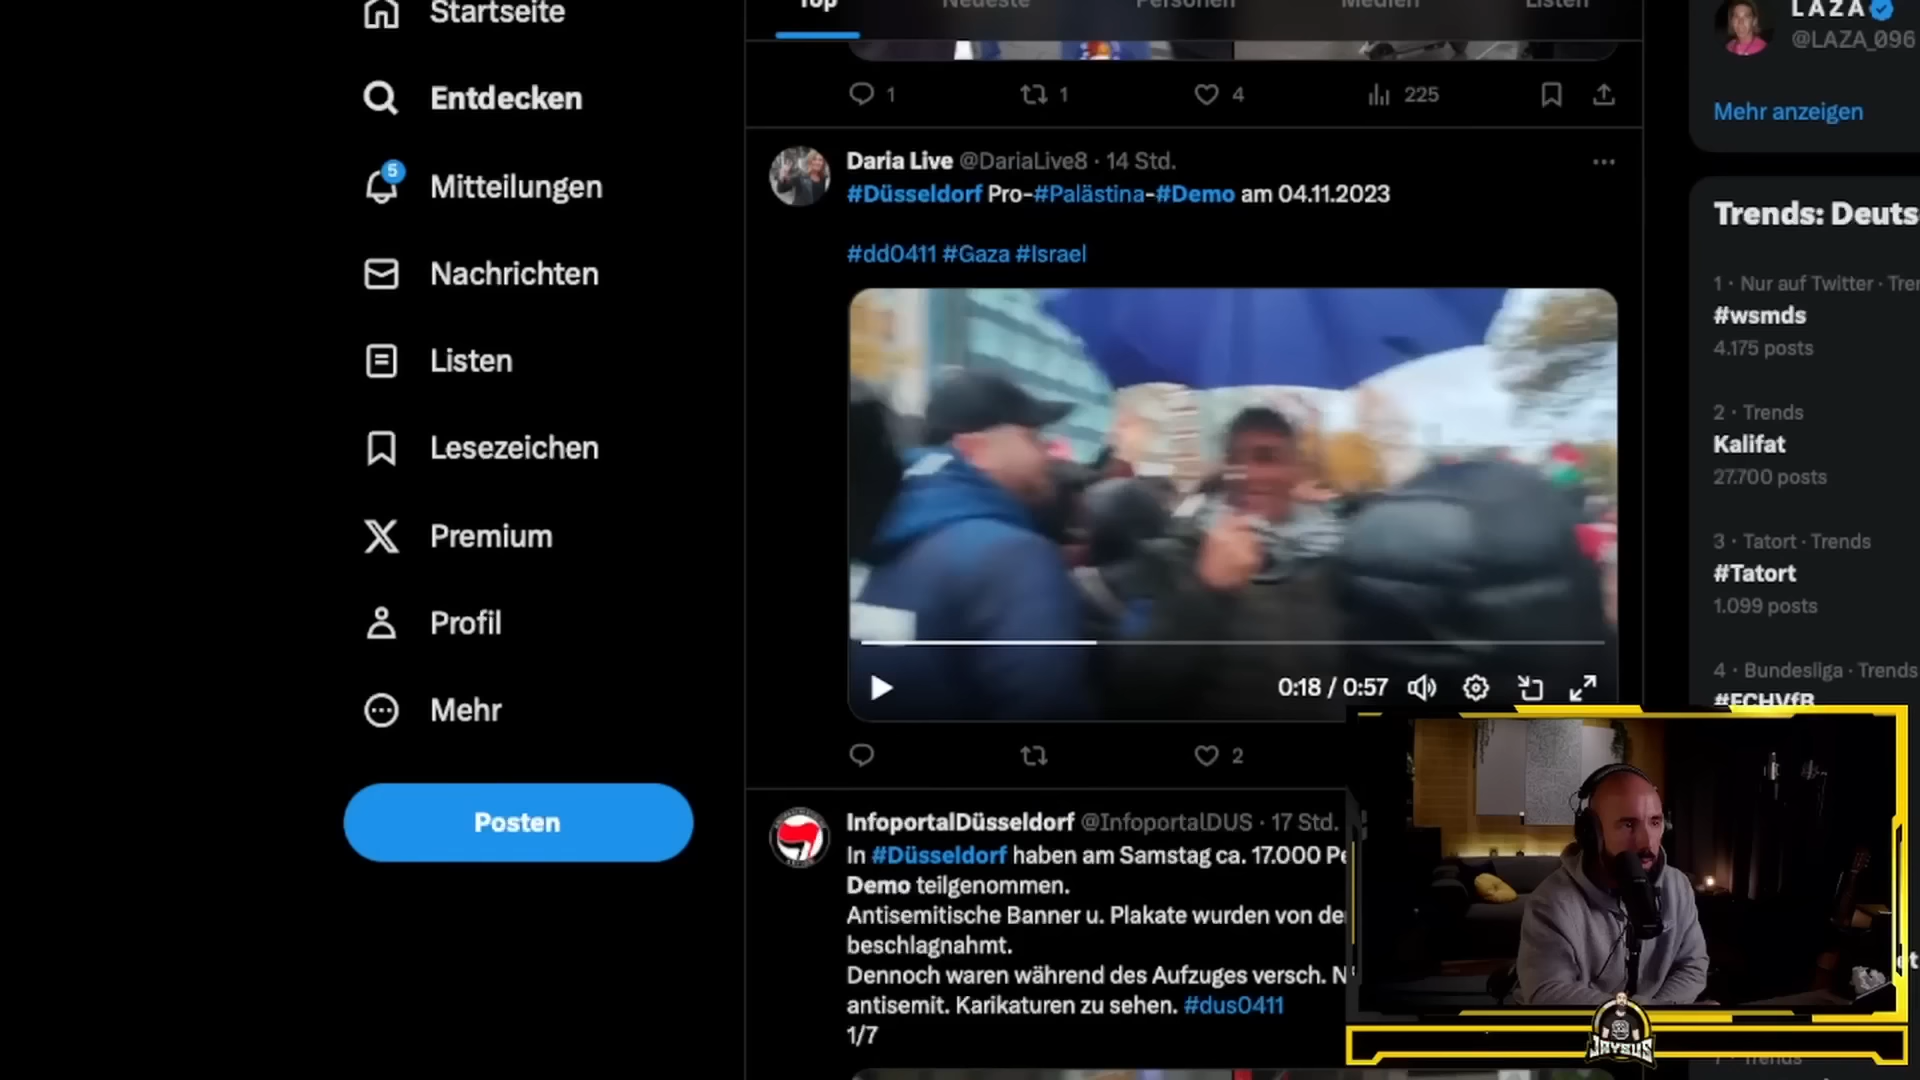 Startseite
Entdecken
5
Mitteilungen
Nachrichten
Listen
Lesezeichen
Premium
Profil
Mehr
Posten
Top
Neueste
Personen
Medien
Listen
1
1
4
225
Daria Live @DariaLive8 · 14 Std.
#Düsseldorf Pro-#Palästina-#Demo am 04.11.2023
#dd0411 #Gaza #Israel
0:18 / 0:57
2
InfoportalDüsseldorf @InfoportalDUS · 17 Std.
In #Düsseldorf haben am Samstag ca. 17.000
Demo teilgenommen.
Antisemitische Banner u. Plakate wurden von
beschlagnahmt.
Dennoch waren während des Aufzuges versch.
antisemit. Karikaturen zu sehen. #dus0411
1/7
LAZA
@LAZA_096
Mehr anzeigen
Trends: Deuts
1 · Nur auf Twitter · Tre
#wsmds
4.175 posts
2 · Trends
Kalifat
27.700 posts
3 · Tatort · Trends
#Tatort
1.099 posts
4 · Bundesliga · Trends
#FCHVfB
Trends
JAYSUS